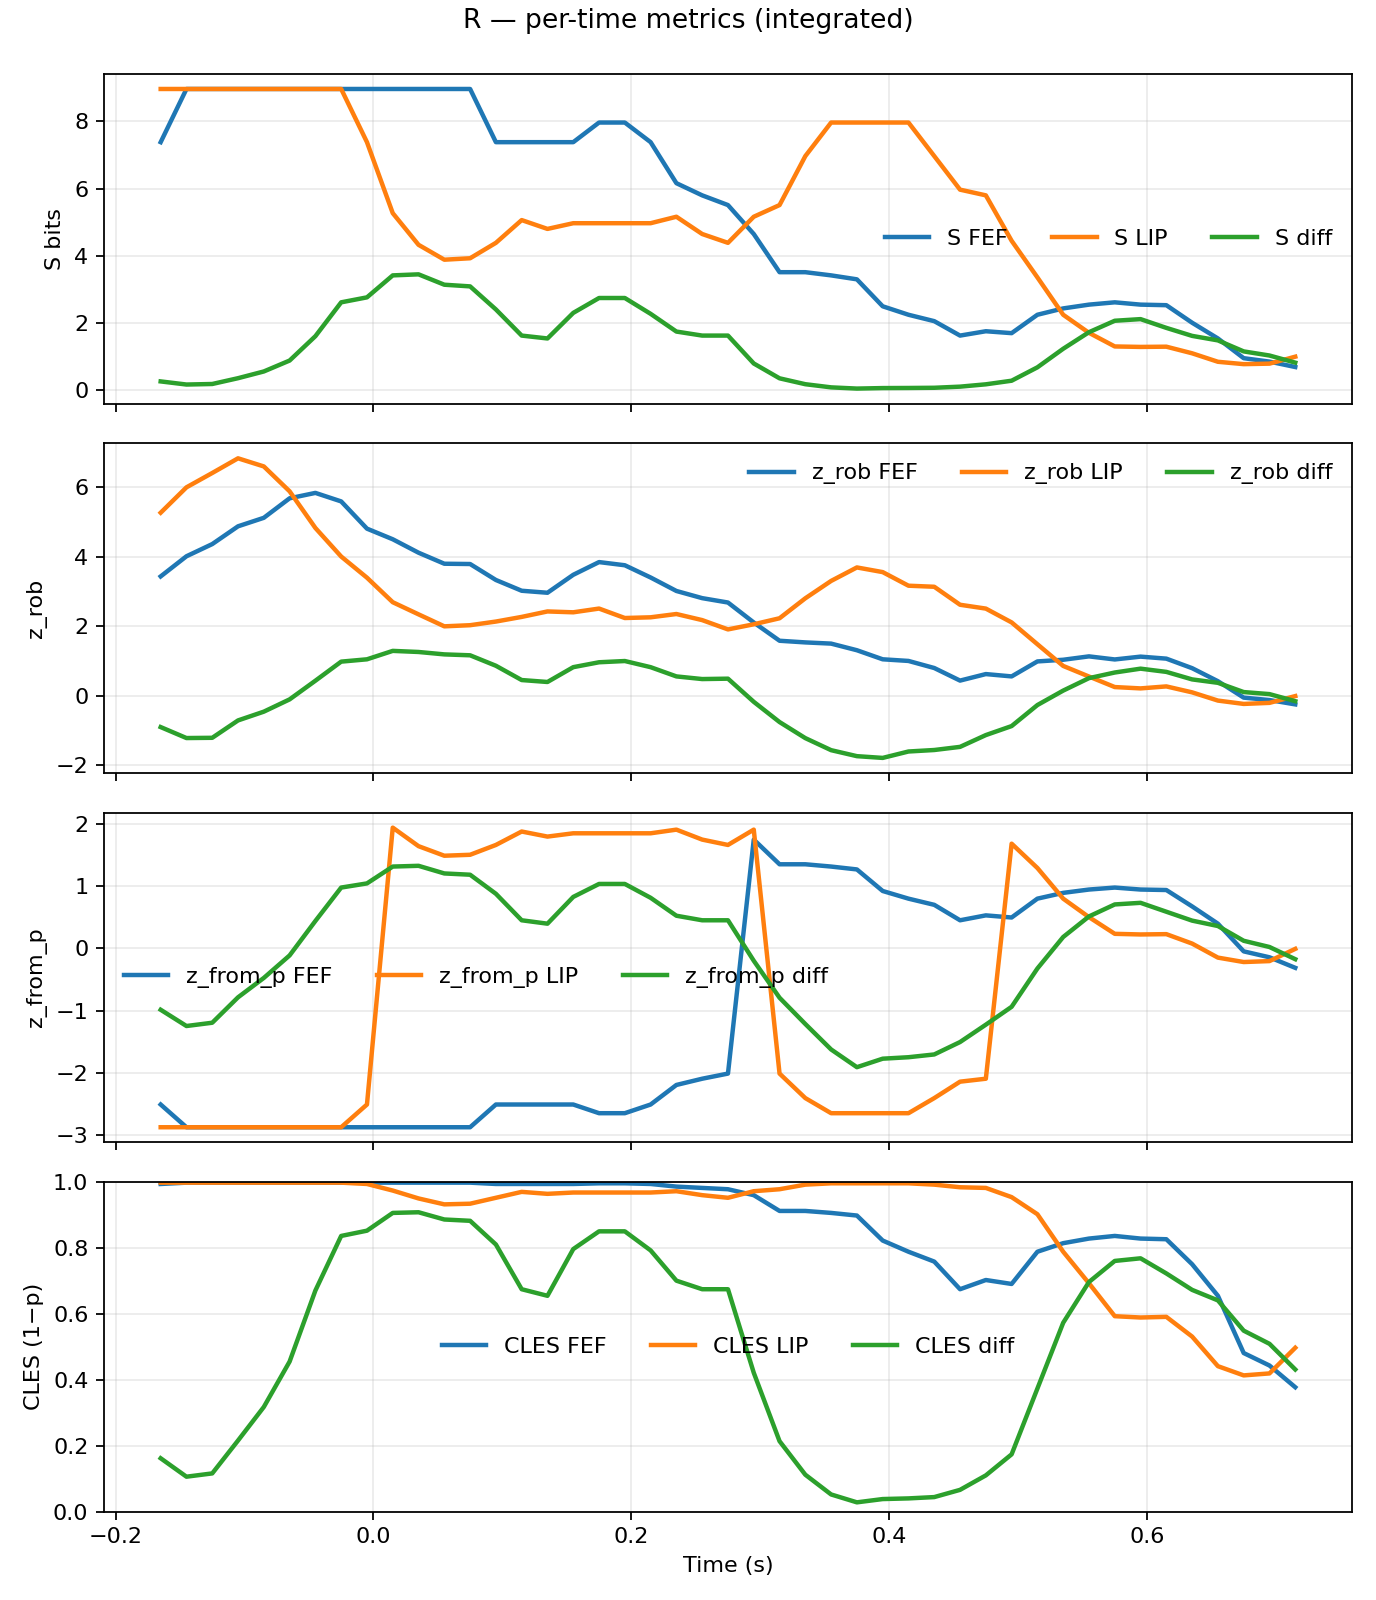 R — per-time metrics (integrated)
8
6
4
2
0
S bits
S FEF
S LIP
S diff
6
4
2
0
−2
z_rob
z_rob FEF
z_rob LIP
z_rob diff
2
1
0
−1
−2
−3
z_from_p
z_from_p FEF
z_from_p LIP
z_from_p diff
1.0
0.8
0.6
0.4
0.2
0.0
CLES (1−p)
CLES FEF
CLES LIP
CLES diff
−0.2
0.0
0.2
0.4
0.6
Time (s)